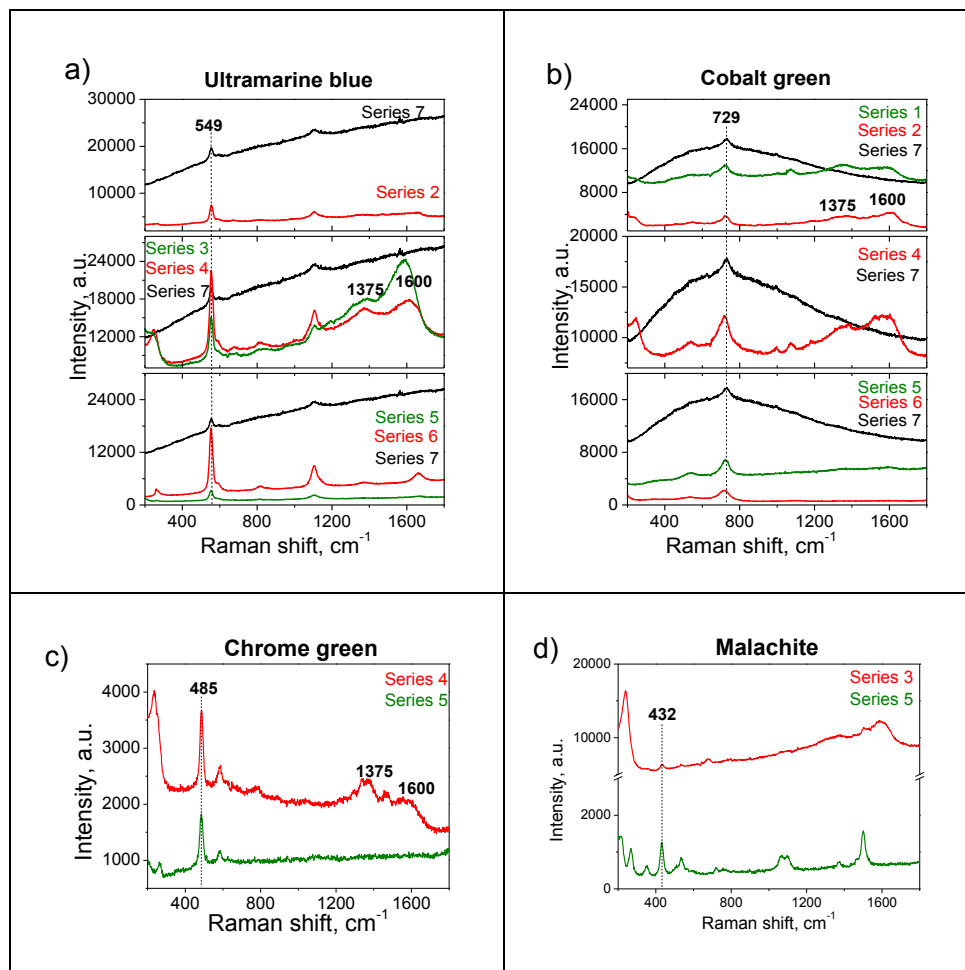 a)
Ultramarine blue
30000
20000
10000
549
Series 7
Series 2
24000
18000
12000
Series 3
Series 4
Series 7
1375
1600
24000
12000
0
Series 5
Series 6
Series 7
400 800 1200 1600
Raman shift, cm-1
Intensity, a.u.
b)
Cobalt green
24000
16000
8000
729
Series 1
Series 2
Series 7
1375
1600
20000
15000
10000
Series 4
Series 7
16000
8000
0
Series 5
Series 6
Series 7
400 800 1200 1600
Raman shift, cm-1
Intensity, a.u.
c)
Chrome green
4000
3000
2000
1000
485
Series 4
Series 5
1375
1600
400 800 1200 1600
Raman shift, cm-1
Intensity, a.u.
d)
Malachite
20000
10000
1000
0
432
Series 3
Series 5
400 800 1200 1600
Raman shift, cm-1
Intensity, a.u.